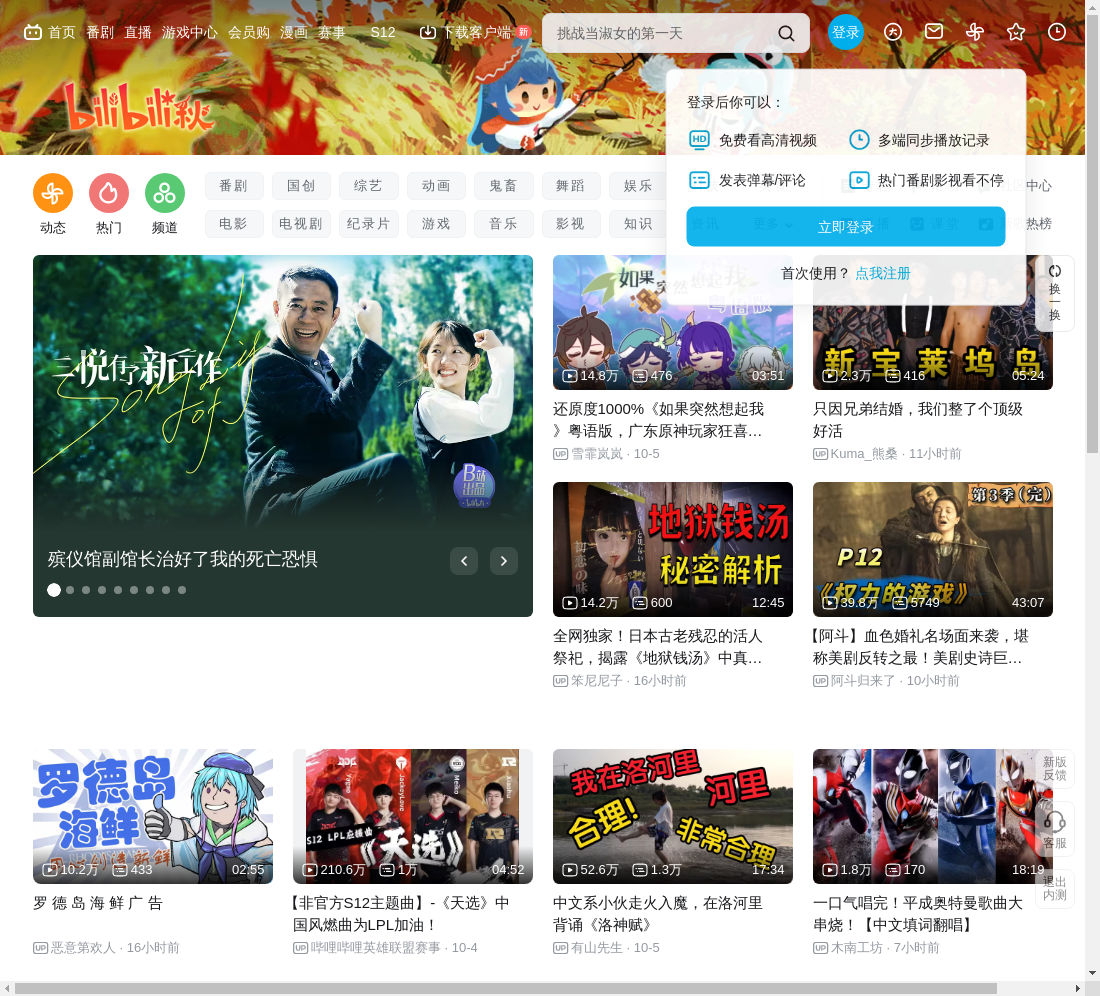 首页 番剧 直播 游戏中心 会员购 漫画 赛事 S12 下载客户端 新
挑战当淑女的第一天
登录
bilibili秋
登录后你可以：
免费看高清视频
多端同步播放记录
发表弹幕/评论
热门番剧影视看不停
立即登录
首次使用？ 点我注册
动态 热门 频道
番剧 国创 综艺 动画 鬼畜 舞蹈 娱乐
电影 电视剧 纪录片 游戏 音乐 影视 知识 资讯 更多
热榜
换一换
三悦有了新工作
B站出品
殡仪馆副馆长治好了我的死亡恐惧
如果突然想起我
粤语版
14.8万 476 03:51
还原度1000%《如果突然想起我
》粤语版，广东原神玩家狂喜…
UP 雪霏岚岚 · 10-5
新宝莱坞岛
2.3万 416 05:24
只因兄弟结婚，我们整了个顶级
好活
UP Kuma_熊桑 · 11小时前
地狱钱汤
秘密解析
14.2万 600 12:45
全网独家！日本古老残忍的活人
祭祀，揭露《地狱钱汤》中真…
UP 笨尼尼子 · 16小时前
第3季(完)
P12
《权力的游戏》
39.8万 5749 43:07
【阿斗】血色婚礼名场面来袭，堪
称美剧反转之最！美剧史诗巨…
UP 阿斗归来了 · 10小时前
罗德岛
海鲜
10.2万 433 02:55
罗 德 岛 海 鲜 广 告
UP 恶意第欢人 · 16小时前
JackeyLove
Meiko
Xiaohu
S12 LPL应援曲
《天选》
210.6万 1万 04:52
【非官方S12主题曲】-《天选》中
国风燃曲为LPL加油！
UP 哔哩哔哩英雄联盟赛事 · 10-4
我在洛河里
河里
合理!
非常合理
52.6万 1.3万 17:34
中文系小伙走火入魔，在洛河里
背诵《洛神赋》
UP 有山先生 · 10-5
1.8万 170 18:19
一口气唱完！平成奥特曼歌曲大
串烧！【中文填词翻唱】
UP 木南工坊 · 7小时前
新版
反馈
客服
退出
内测